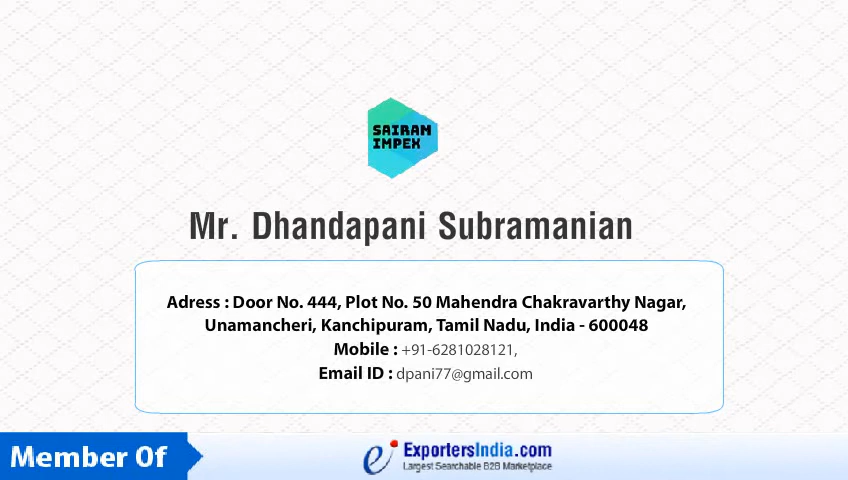 SAIRAM
IMPEX
Mr. Dhandapani Subramanian
Adress : Door No. 444, Plot No. 50 Mahendra Chakravarthy Nagar,
Unamancheri, Kanchipuram, Tamil Nadu, India - 600048
Mobile : +91-6281028121,
Email ID : dpani77@gmail.com
Member Of
ExportersIndia.com
Largest Searchable B2B Marketplace